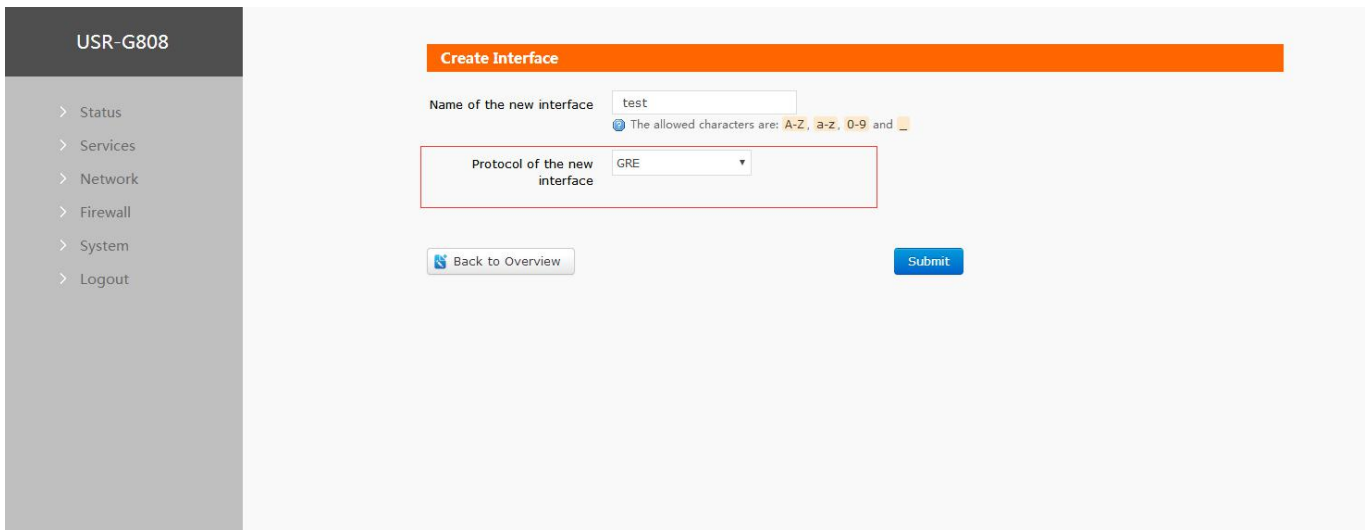 USR-G808
Status
Services
Network
Firewall
System
Logout
Create Interface
Name of the new interface test
The allowed characters are: A-Z, a-z, 0-9 and _
Protocol of the new GRE
interface
Back to Overview Submit